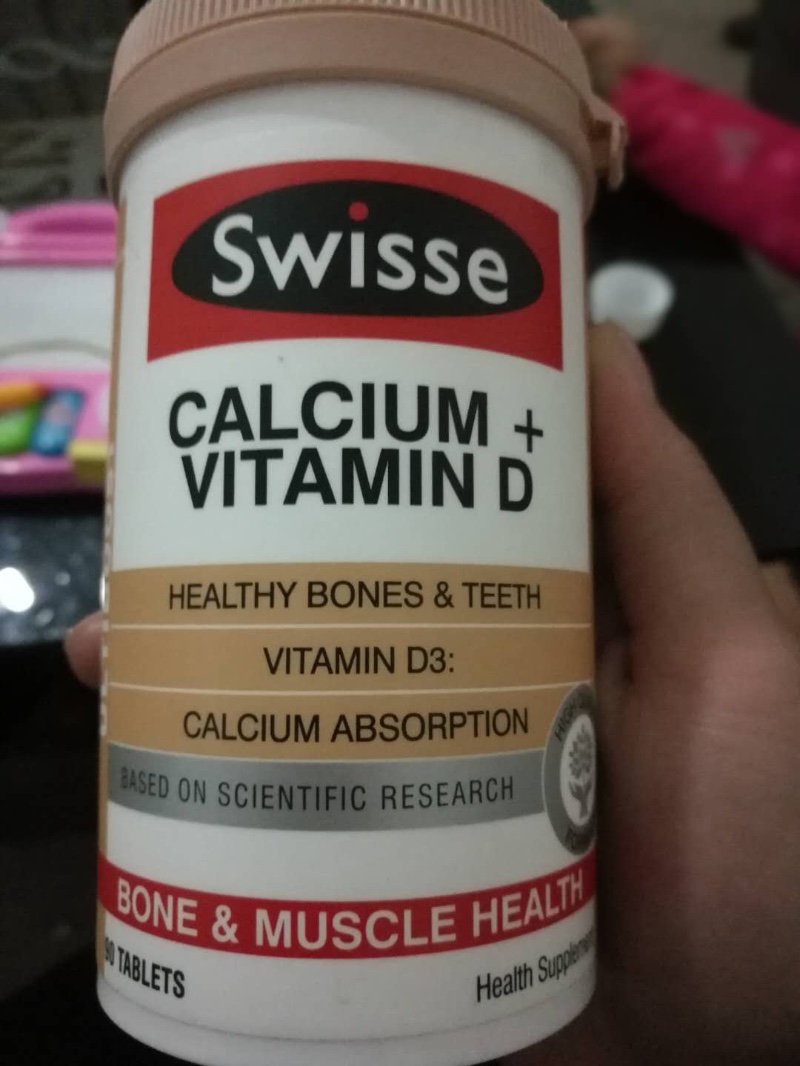 Swisse
CALCIUM +
VITAMIN D
HEALTHY BONES & TEETH
VITAMIN D3:
CALCIUM ABSORPTION
BASED ON SCIENTIFIC RESEARCH
BONE & MUSCLE HEALTH
90 TABLETS
Health